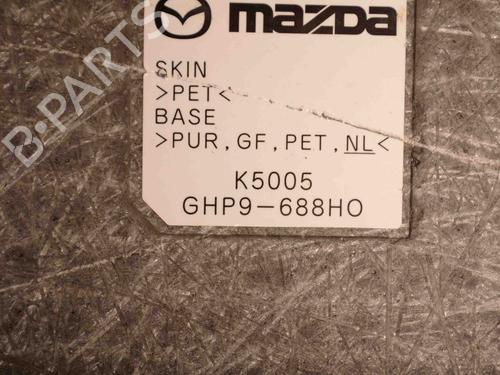 mazda
SKIN
>PET<
BASE
>PUR,GF,PET,NL<
K5005
GHP9-688HO
B-PARTS